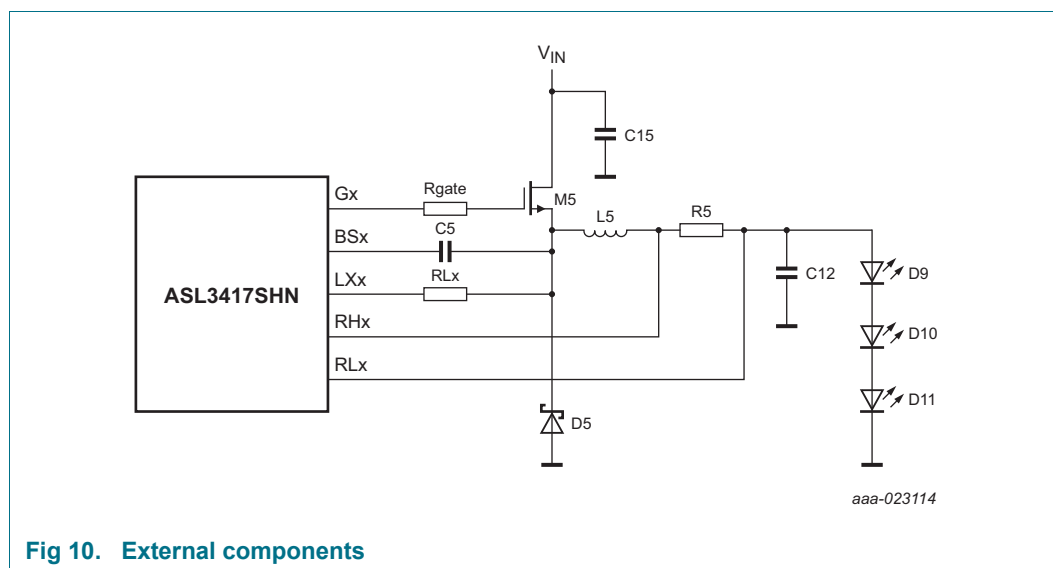 VIN
C15
Gx
Rgate
M5
BSx
C5
L5
R5
LXx
RLx
C12
D9
ASL3417SHN
RHx
D10
RLx
D11
D5
aaa-023114
Fig 10. External components